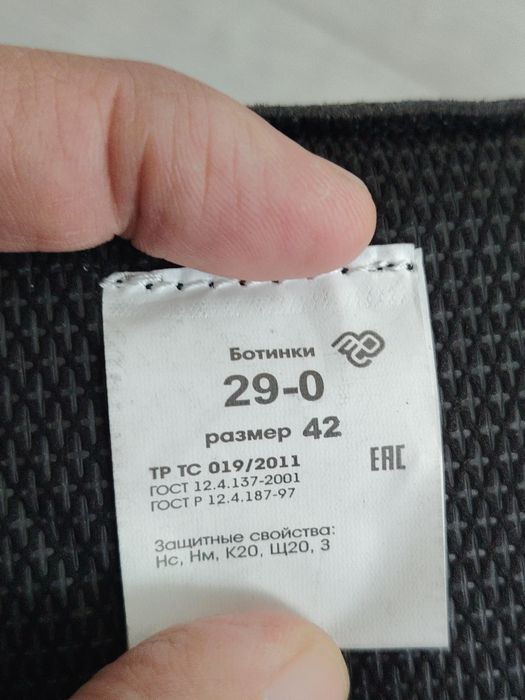 Ботинки
29-0
размер 42
ТР ТС 019/2011
ГОСТ 12.4.137-2001
ГОСТ Р 12.4.187-97
EAC
Защитные свойства:
Нс, Нм, К20, Щ20, З